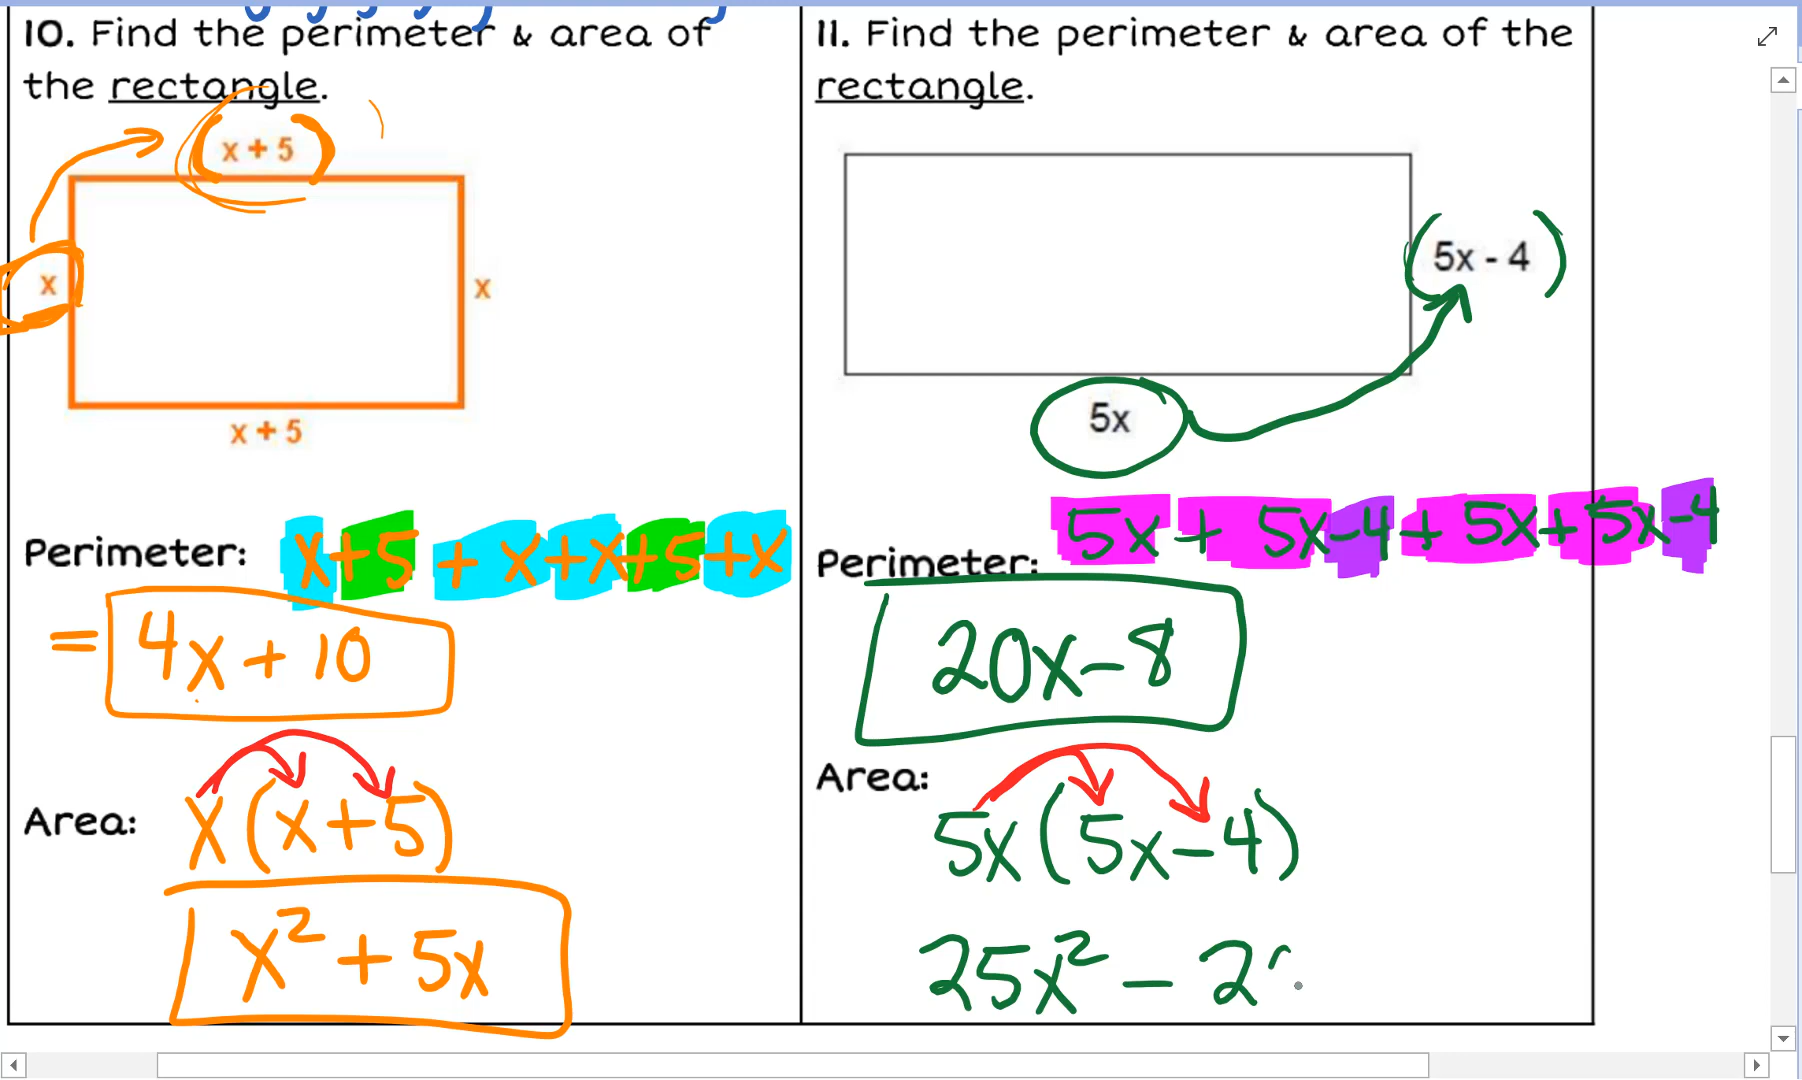 10. Find the perimeter & area of
the rectangle.
x + 5
x
x
x + 5
Perimeter: x+5 + x+x+5+x
= 4x + 10
Area: x(x+5)
x² + 5x
11. Find the perimeter & area of the
rectangle.
5x - 4
5x
Perimeter: 5x + 5x-4+ 5x+5x-4
20x-8
Area:
5x(5x-4)
25x² - 2